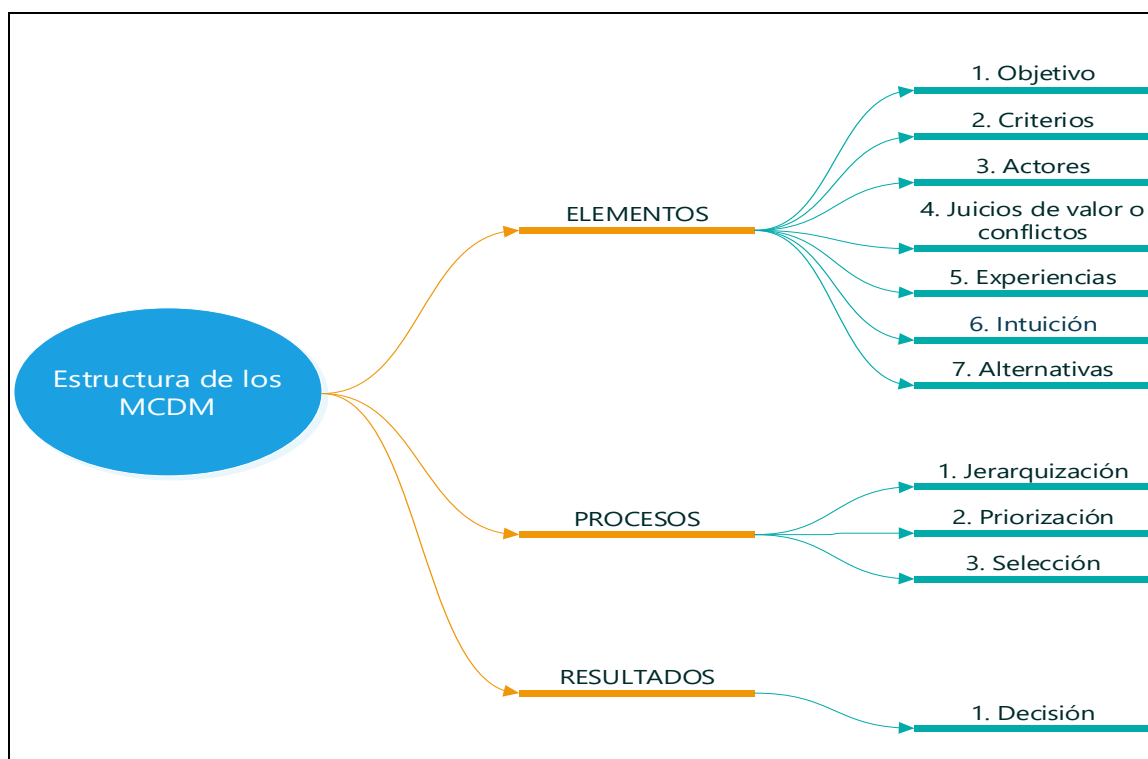 Estructura de los
MCDM
ELEMENTOS
1. Objetivo
2. Criterios
3. Actores
4. Juicios de valor o
conflictos
5. Experiencias
6. Intuición
7. Alternativas
PROCESOS
1. Jerarquización
2. Priorización
3. Selección
RESULTADOS
1. Decisión